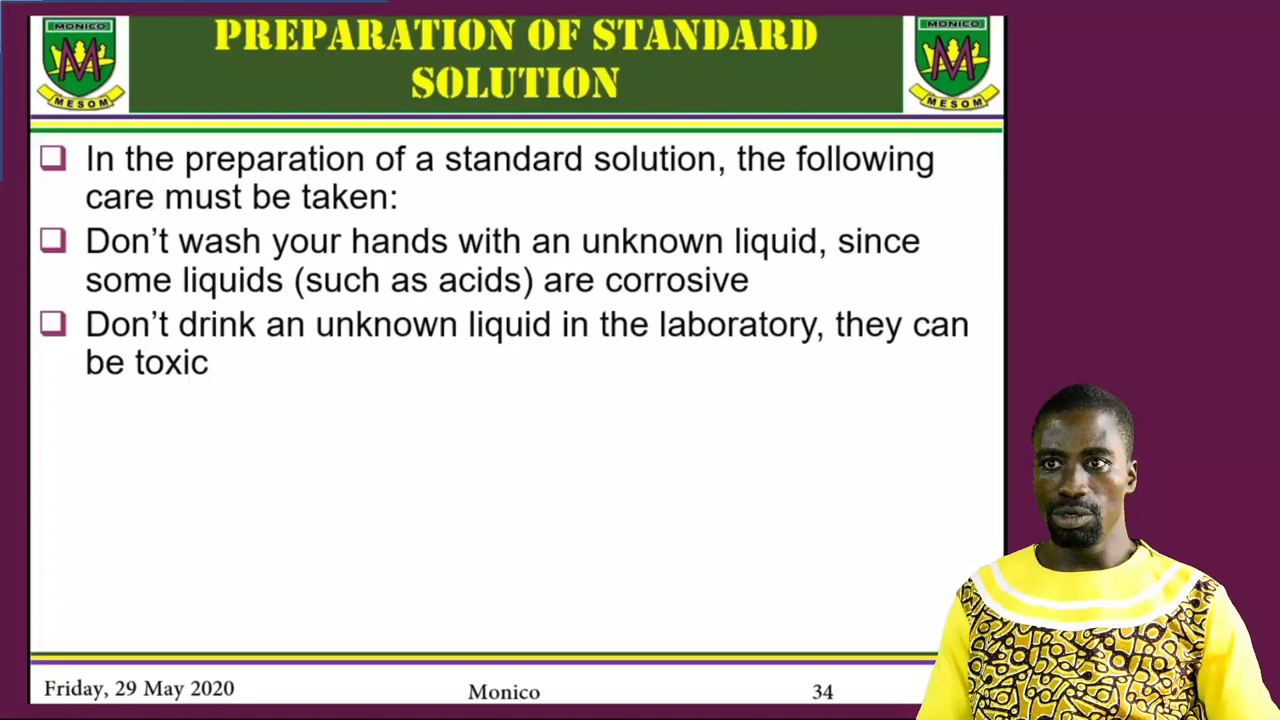 MONICO
MESOM
PREPARATION OF STANDARD
SOLUTION
MONICO
MESOM
In the preparation of a standard solution, the following
care must be taken:
Don't wash your hands with an unknown liquid, since
some liquids (such as acids) are corrosive
Don't drink an unknown liquid in the laboratory, they can
be toxic
Friday, 29 May 2020
Monico
34